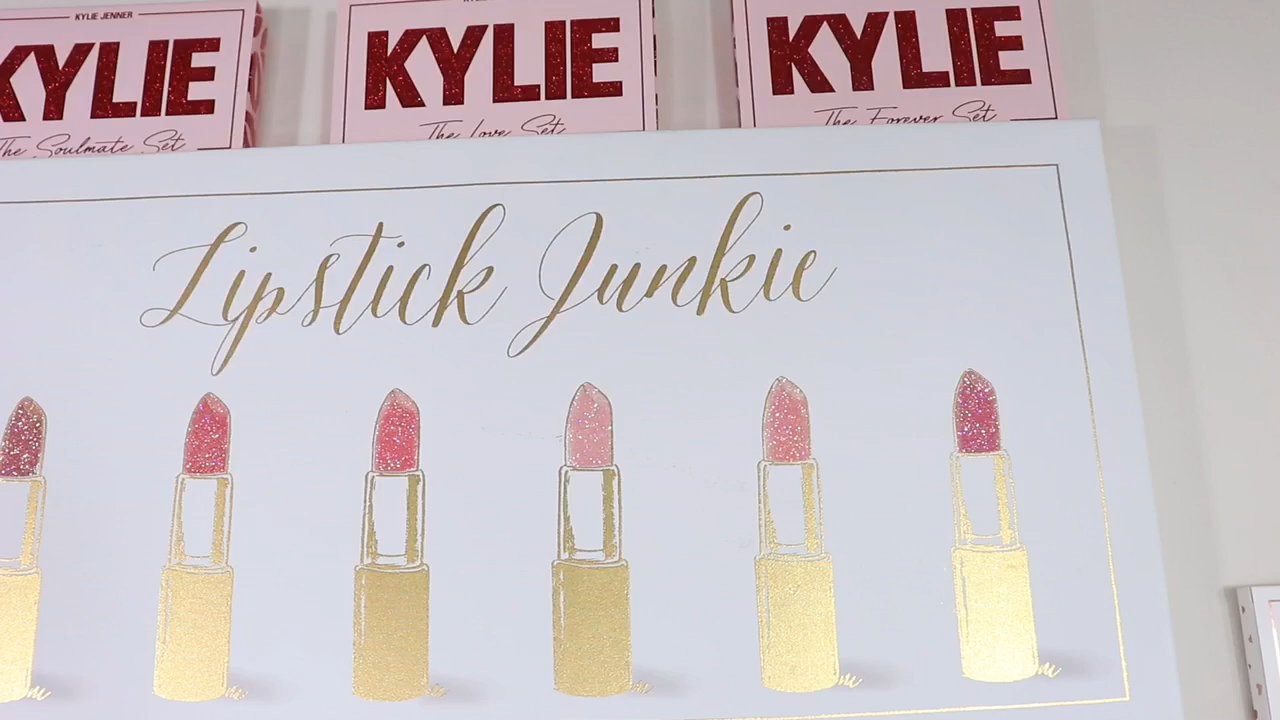 KYLIE JENNER
KYLIE
The Soulmate Set
KYLIE
The Love Set
KYLIE
The Forever Set
Lipstick Junkie